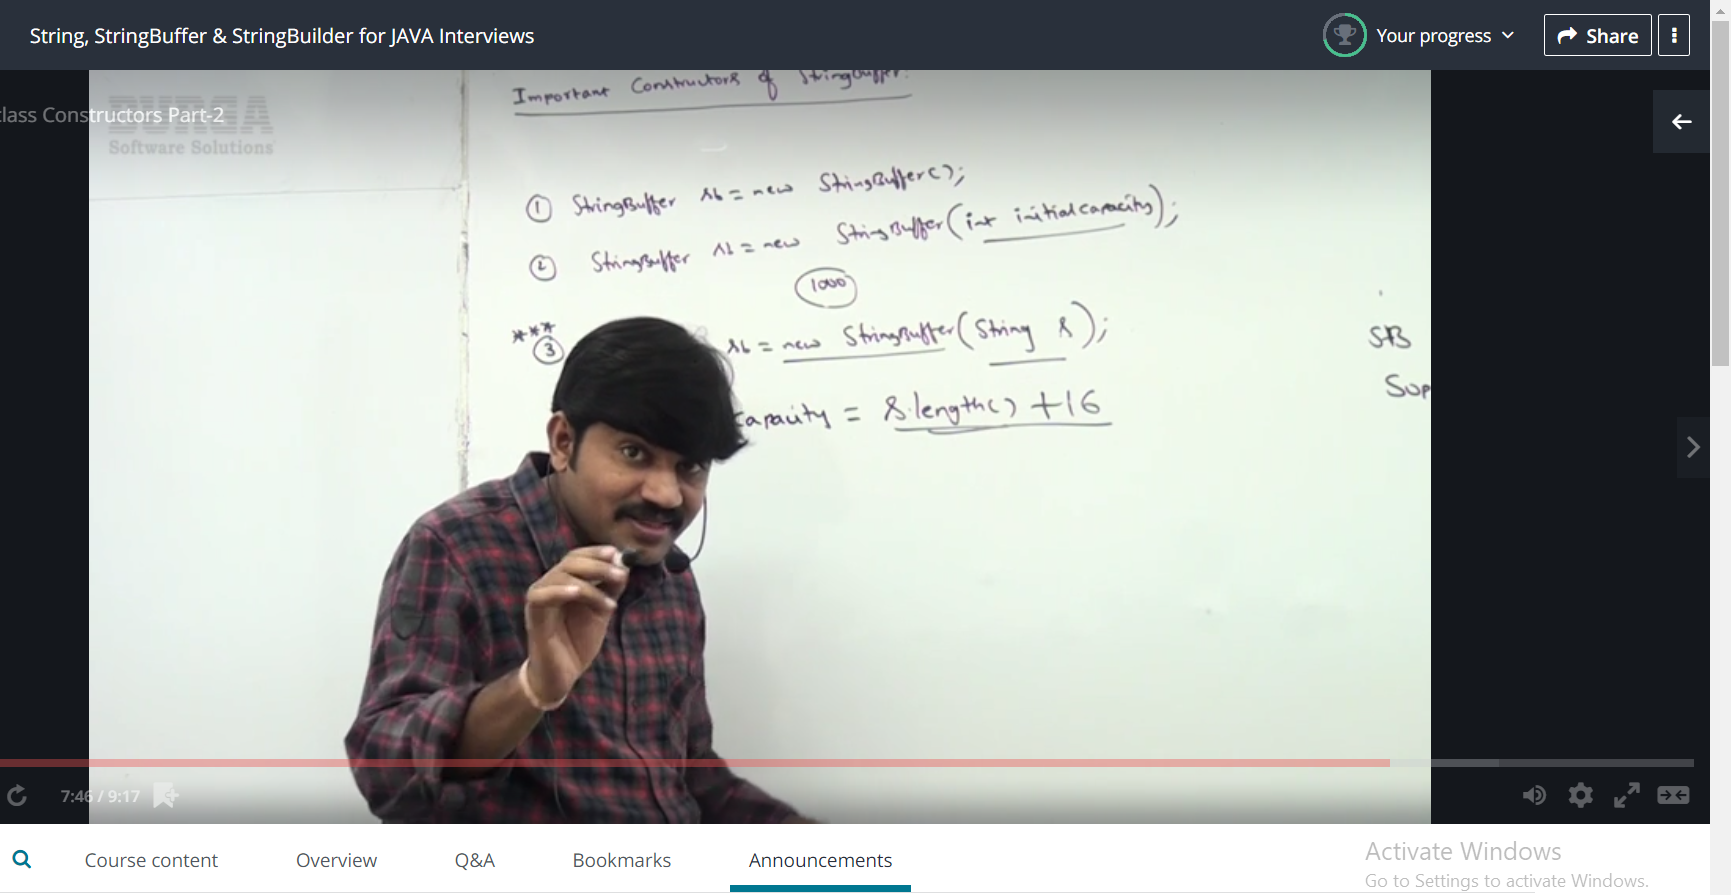 String, StringBuffer & StringBuilder for JAVA Interviews
Your progress
Share
lass Constructors Part-2
DURGA
Software Solutions
Important Constructors of StringBuffer:
① StringBuffer sb = new StringBuffer();
② StringBuffer sb = new StringBuffer(int initialcapacity);
1000
***
③ sb = new StringBuffer(String s);
capacity = s.length() + 16
SB
Sup
7:46 / 9:17
Course content
Overview
Q&A
Bookmarks
Announcements
Activate Windows
Go to Settings to activate Windows.